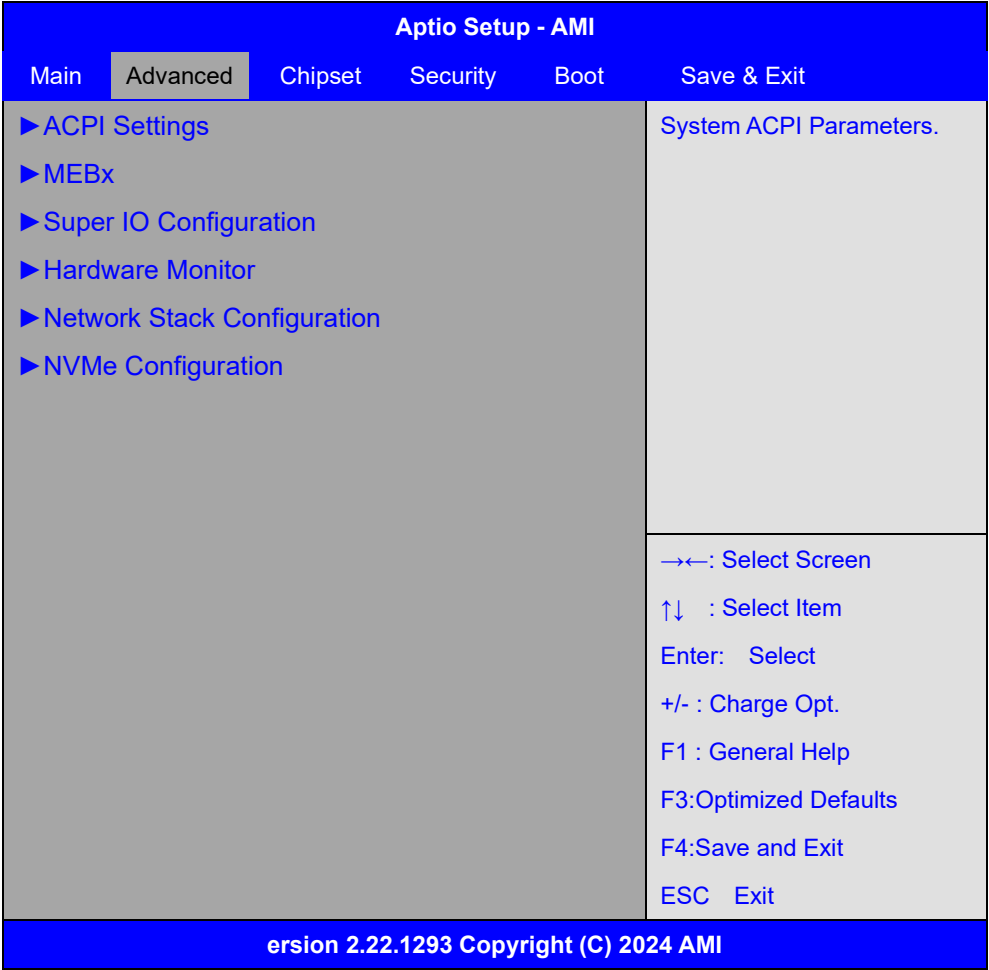 Aptio Setup - AMI
Main Advanced Chipset Security Boot Save & Exit
►ACPI Settings
►MEBx
►Super IO Configuration
►Hardware Monitor
►Network Stack Configuration
►NVMe Configuration
System ACPI Parameters.
→←: Select Screen
↑↓ : Select Item
Enter: Select
+/- : Charge Opt.
F1 : General Help
F3:Optimized Defaults
F4:Save and Exit
ESC Exit
ersion 2.22.1293 Copyright (C) 2024 AMI